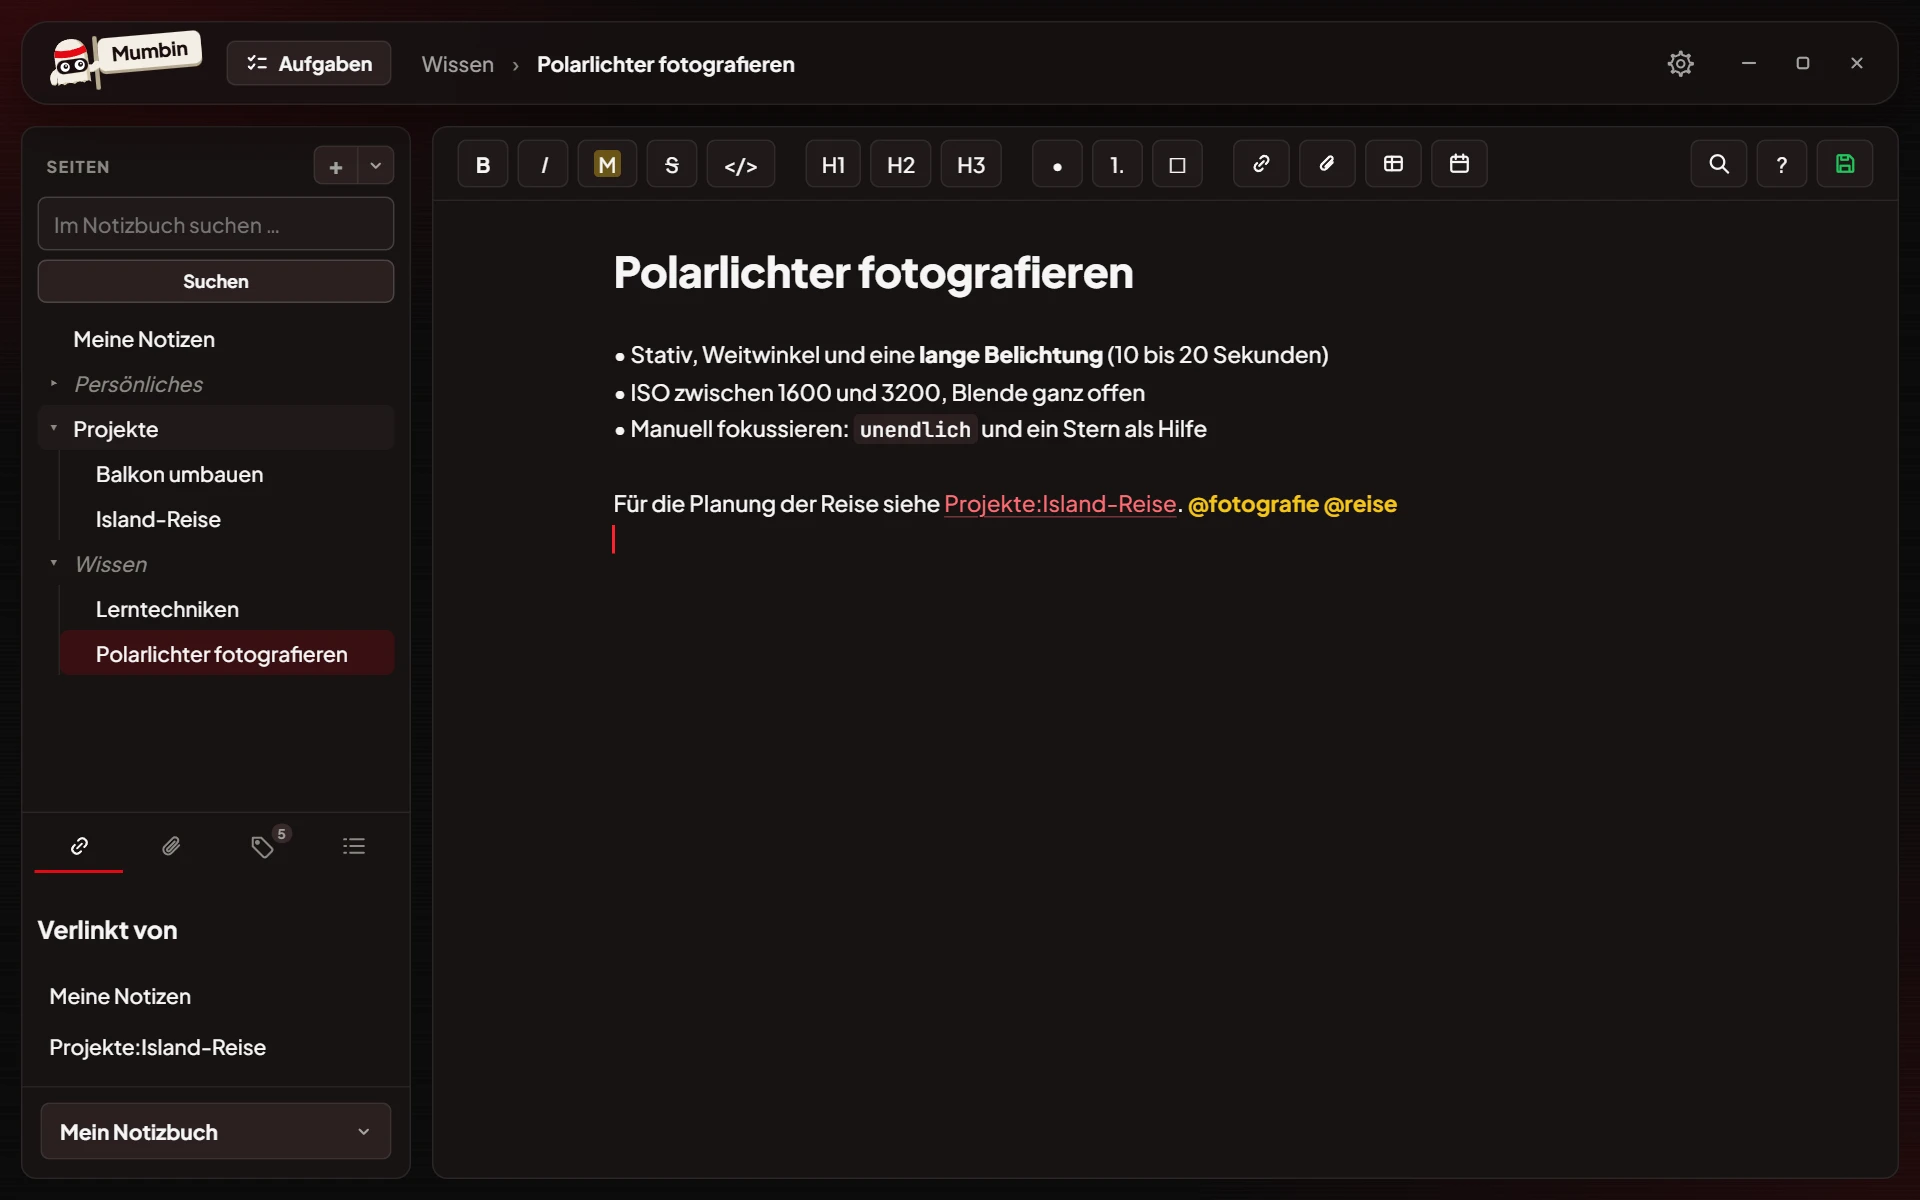 Mumbin
Aufgaben
Wissen › Polarlichter fotografieren
SEITEN
+
Im Notizbuch suchen ...
Suchen
Meine Notizen
Persönliches
Projekte
Balkon umbauen
Island-Reise
Wissen
Lerntechniken
Polarlichter fotografieren
5
Verlinkt von
Meine Notizen
Projekte:Island-Reise
Mein Notizbuch
B I M S </> H1 H2 H3 • 1. ?
Polarlichter fotografieren
• Stativ, Weitwinkel und eine lange Belichtung (10 bis 20 Sekunden)
• ISO zwischen 1600 und 3200, Blende ganz offen
• Manuell fokussieren: unendlich und ein Stern als Hilfe
Für die Planung der Reise siehe Projekte:Island-Reise. @fotografie @reise